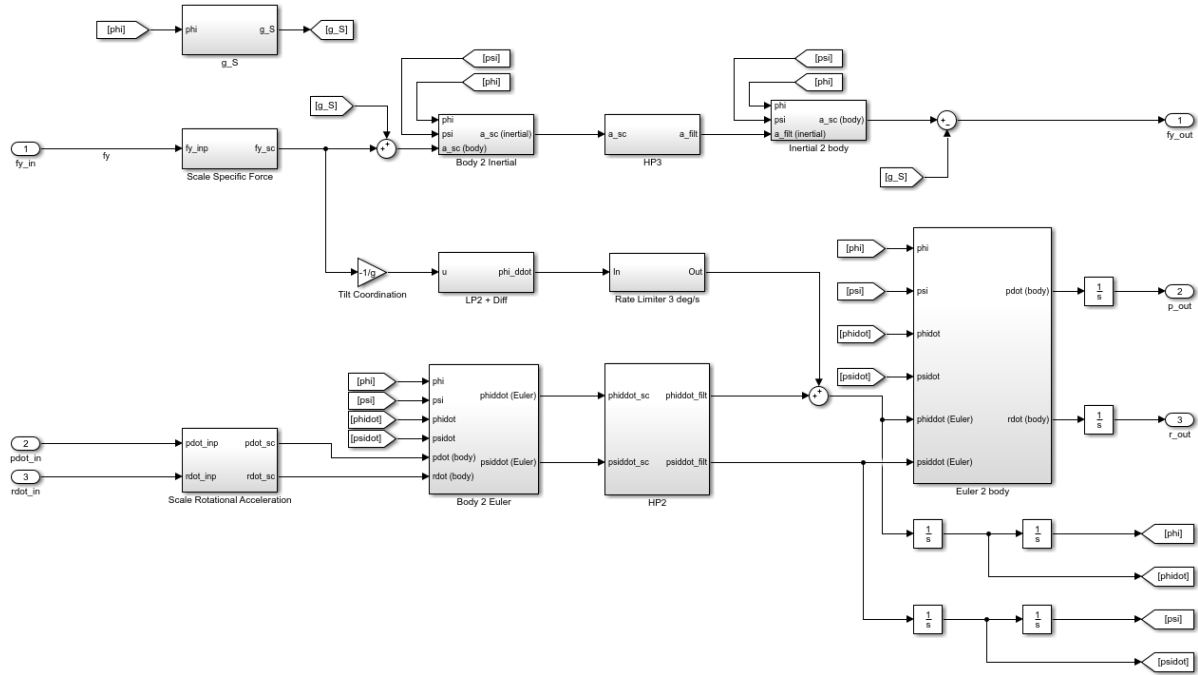 [phi]
phi
g_S
[g_S]
g_S
[psi]
[phi]
[g_S]
phi
psi
a_sc (body)
a_sc (inertial)
Body 2 Inertial
a_sc
a_filt
HP3
[psi]
[phi]
phi
psi
a_filt (inertial)
a_sc (body)
Inertial 2 body
[g_S]
1
fy_out
1
fy_in
fy
fy_inp
fy_sc
Scale Specific Force
-1/g
Tilt Coordination
u
phi_ddot
LP2 + Diff
In
Out
Rate Limiter 3 deg/s
[phi]
[psi]
[phidot]
[psidot]
phi
psi
phidot
psidot
phiddot (Euler)
psiddot (Euler)
pdot (body)
rdot (body)
Euler 2 body
1
s
2
p_out
1
s
3
r_out
2
pdot_in
3
rdot_in
pdot_inp
rdot_inp
pdot_sc
rdot_sc
Scale Rotational Acceleration
[phi]
[psi]
[phidot]
[psidot]
phi
psi
phidot
psidot
pdot (body)
rdot (body)
phiddot (Euler)
psiddot (Euler)
Body 2 Euler
phiddot_sc
psiddot_sc
phiddot_filt
psiddot_filt
HP2
1
s
1
s
[phi]
[phidot]
1
s
1
s
[psi]
[psidot]